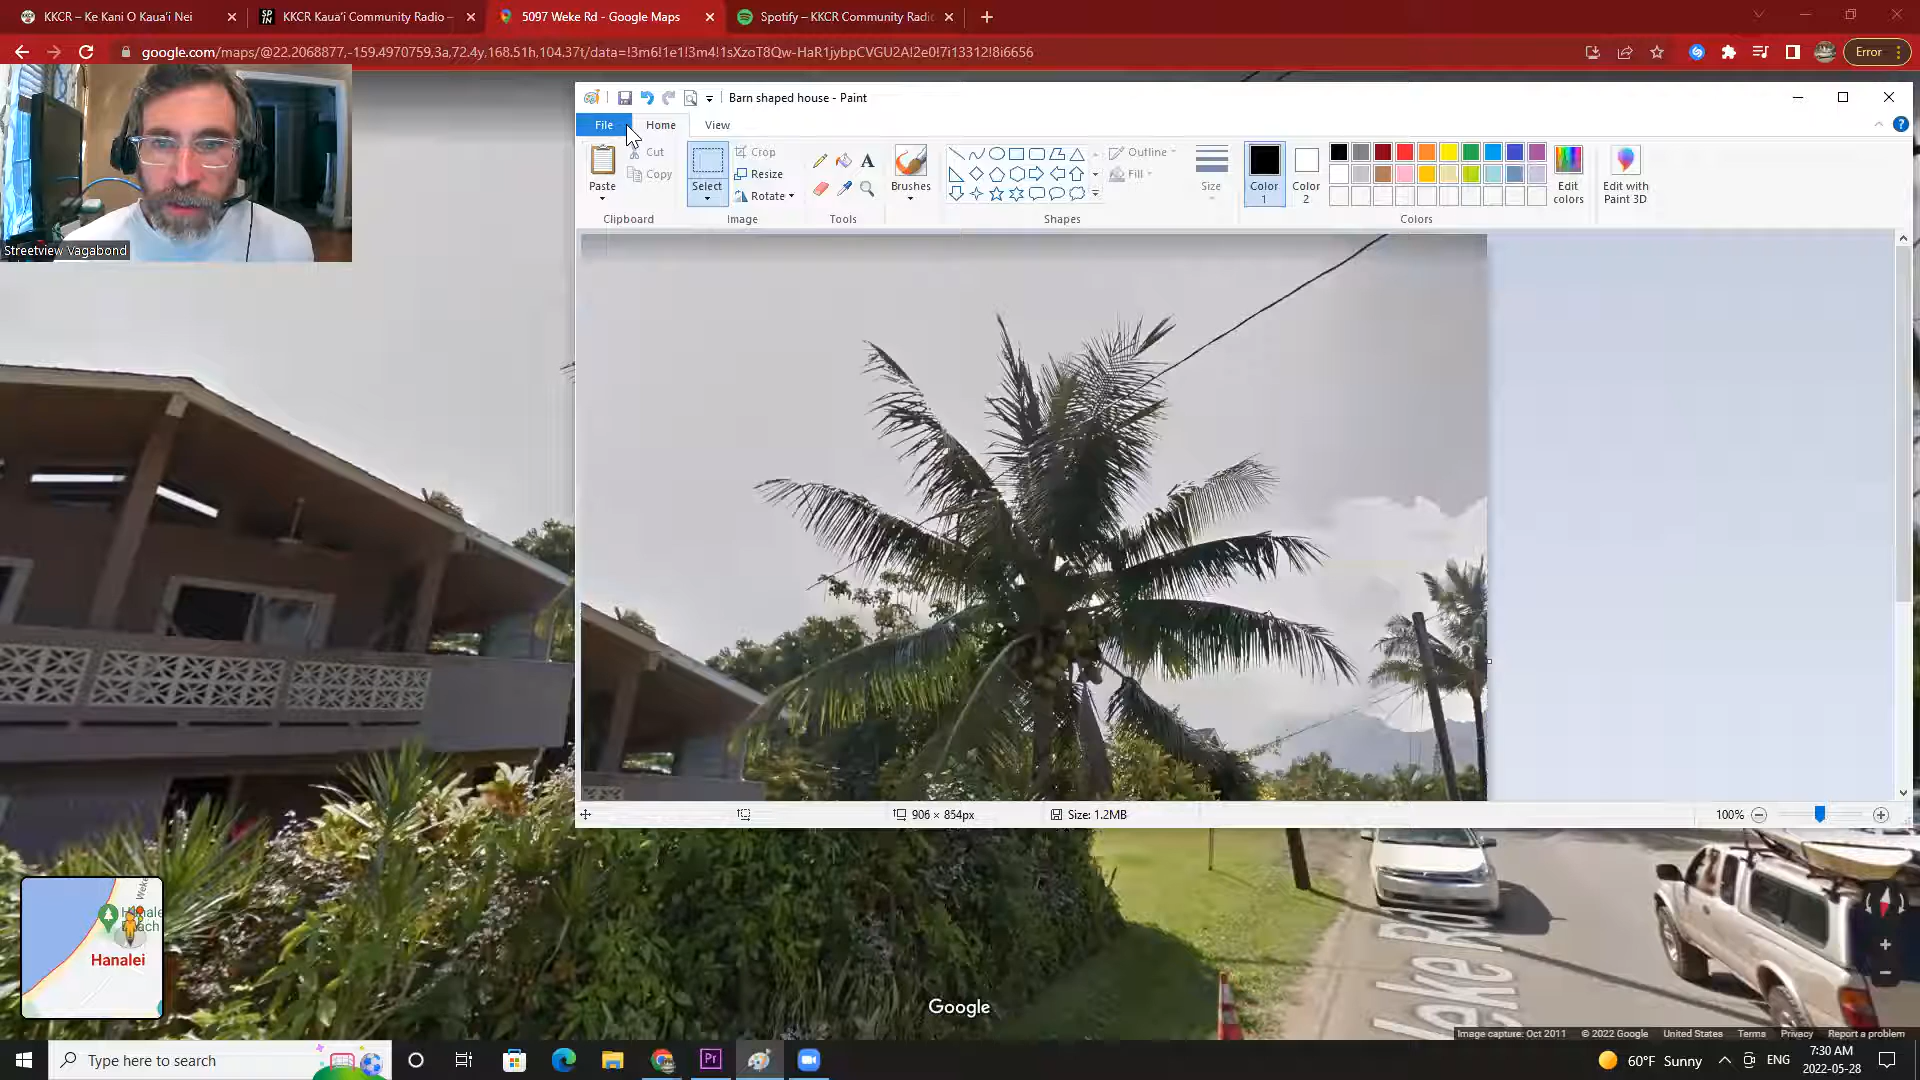 KKCR – Ke Kani O Kaua'i Nei
KKCR Kaua'i Community Radio –
5097 Weke Rd - Google Maps
Spotify – KKCR Community Radio
google.com/maps/@22.2068877,-159.4970759,3a,72.4y,168.51h,104.37t/data=!3m6!1e1!3m4!1sXzoT8Qw-HaR1jybpCVGU2A!2e0!7i13312!8i6656
Error
Streetview Vagabond
Barn shaped house - Paint
File
Home
View
Paste
Cut
Copy
Clipboard
Select
Crop
Resize
Rotate
Image
Tools
Brushes
Shapes
Outline
Fill
Size
Color
1
Color
2
Edit
colors
Colors
Edit with
Paint 3D
906 × 854px
Size: 1.2MB
100%
Weke
Hanalei
Google
Weke Rd
Image capture: Oct 2011
© 2022 Google
United States
Terms
Privacy
Report a problem
Type here to search
Pr
60°F Sunny
ENG
7:30 AM
2022-05-28